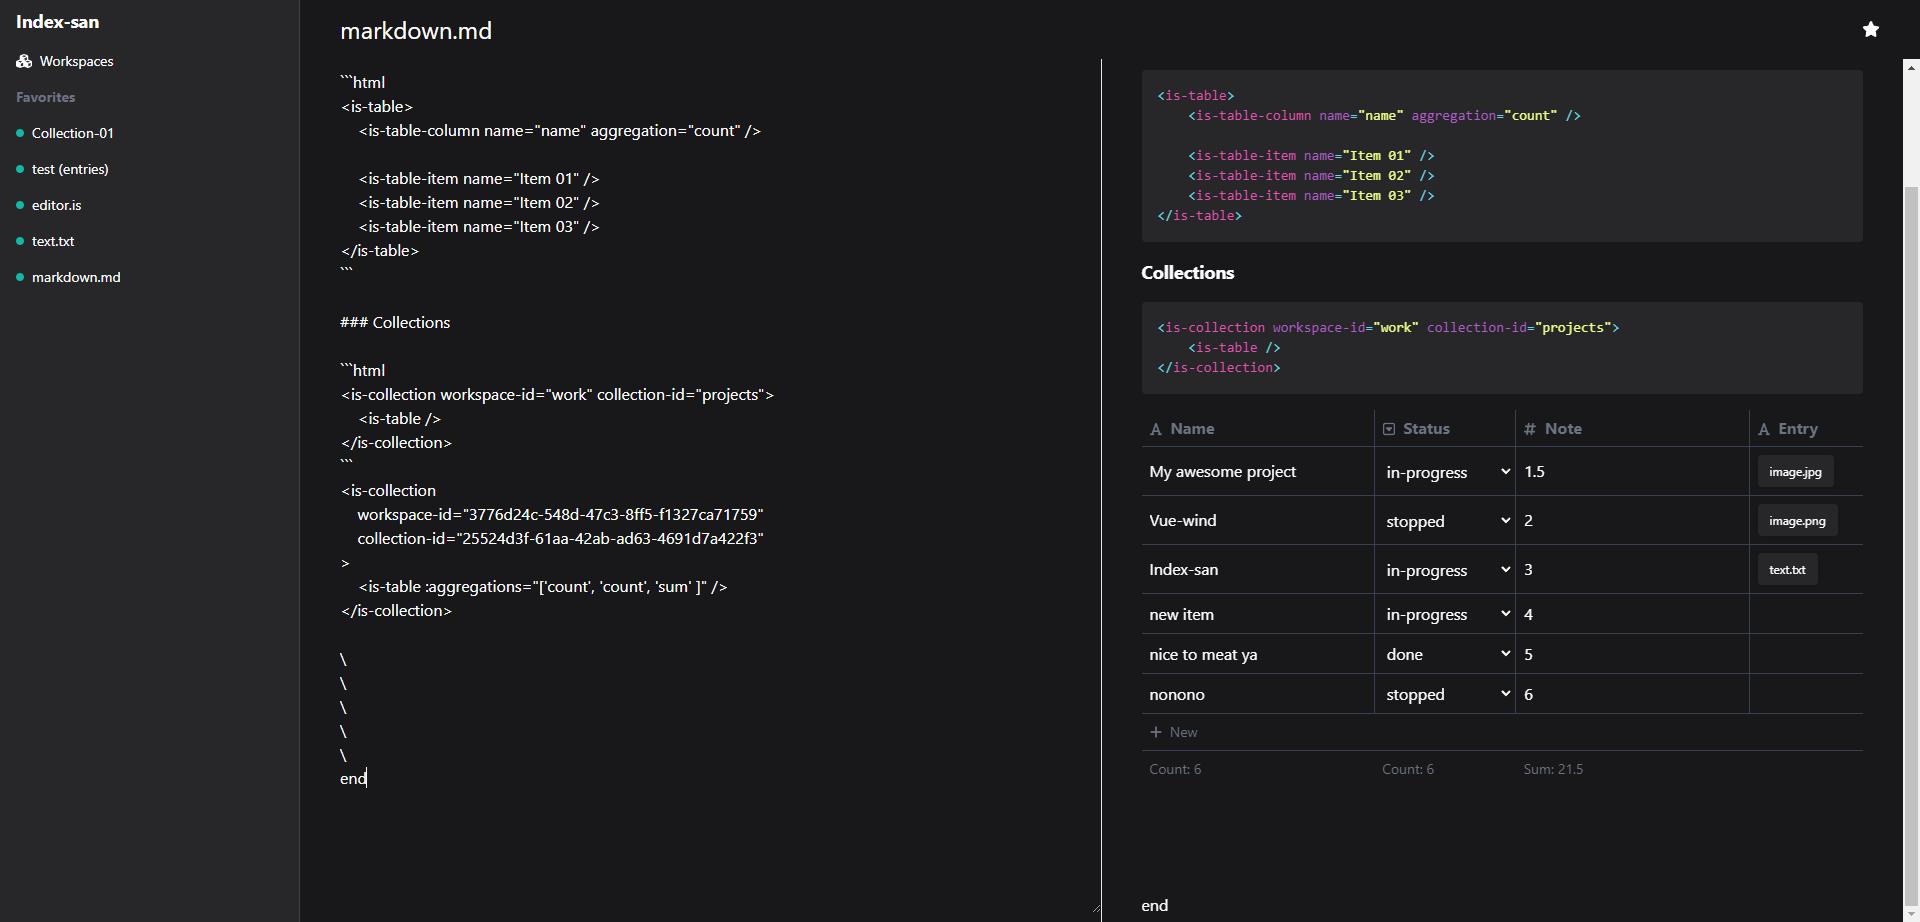 Index-san
Workspaces
Favorites
Collection-01
test (entries)
editor.is
text.txt
markdown.md
markdown.md
```html
<is-table>
    <is-table-column name="name" aggregation="count" />
    <is-table-item name="Item 01" />
    <is-table-item name="Item 02" />
    <is-table-item name="Item 03" />
</is-table>
```
### Collections
```html
<is-collection workspace-id="work" collection-id="projects">
    <is-table />
</is-collection>
```
<is-collection
    workspace-id="3776d24c-548d-47c3-8ff5-f1327ca71759"
    collection-id="25524d3f-61aa-42ab-ad63-4691d7a422f3"
>
    <is-table :aggregations="['count', 'count', 'sum' ]" />
</is-collection>
\
\
\
\
\
end
<is-table>
    <is-table-column name="name" aggregation="count" />
    <is-table-item name="Item 01" />
    <is-table-item name="Item 02" />
    <is-table-item name="Item 03" />
</is-table>
Collections
<is-collection workspace-id="work" collection-id="projects">
    <is-table />
</is-collection>
A Name Status # Note A Entry
My awesome project in-progress 1.5 image.jpg
Vue-wind stopped 2 image.png
Index-san in-progress 3 text.txt
new item in-progress 4
nice to meat ya done 5
nonono stopped 6
+ New
Count: 6 Count: 6 Sum: 21.5
end